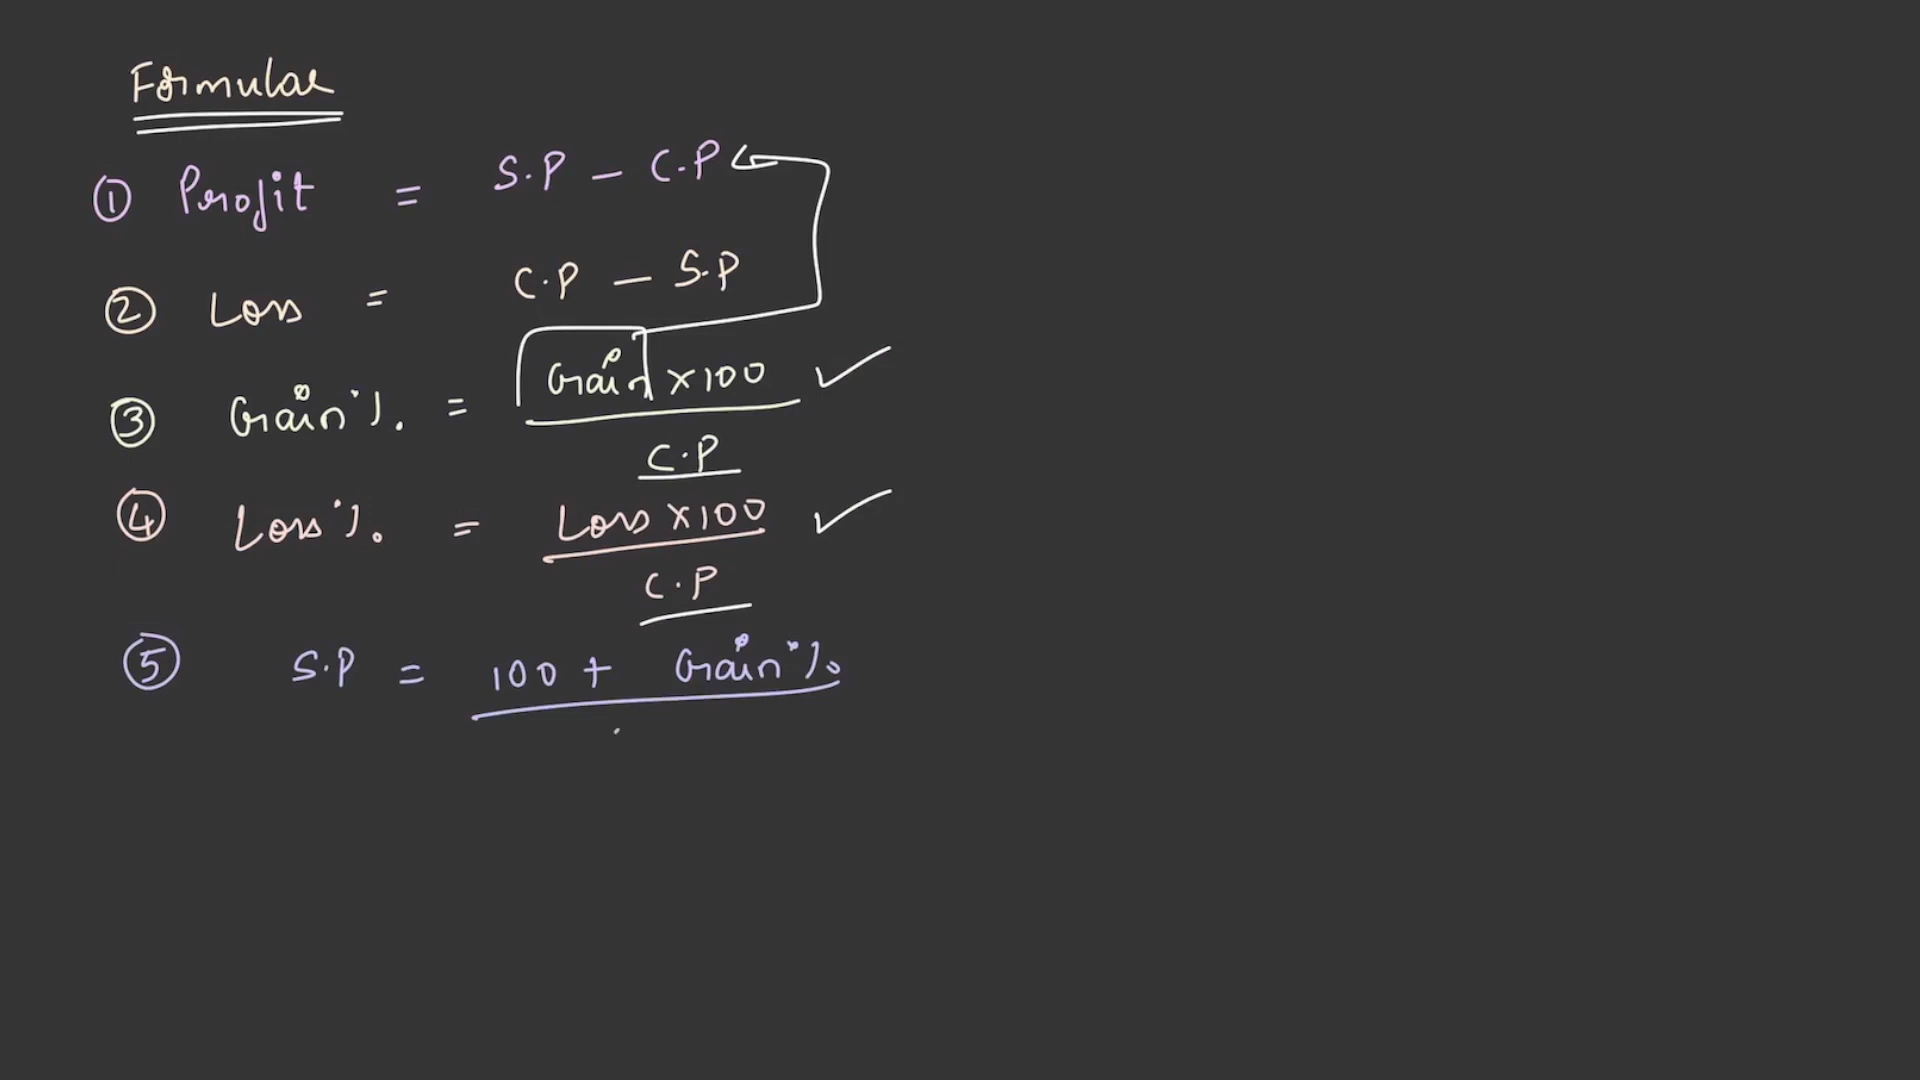 Formulae
① Profit = S.P - C.P
② Loss = C.P - S.P
③ Gain % = Gain × 100 / C.P
④ Loss % = Loss × 100 / C.P
⑤ S.P = 100 + Gain %